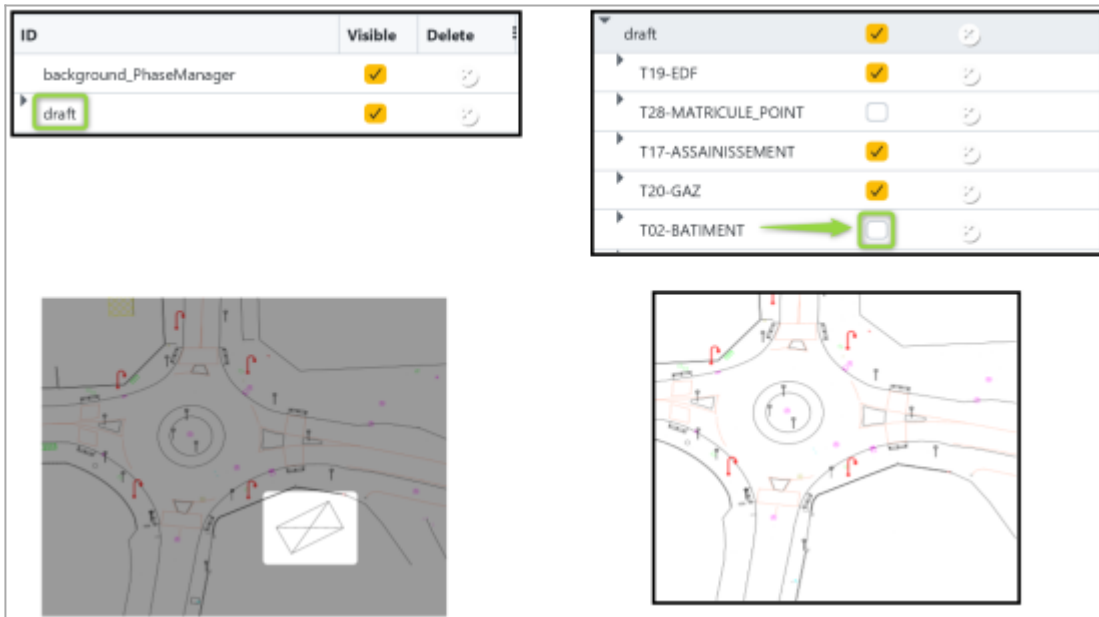 ID Visible Delete
background_PhaseManager
draft
draft
T19-EDF
T28-MATRICULE_POINT
T17-ASSAINISSEMENT
T20-GAZ
T02-BATIMENT